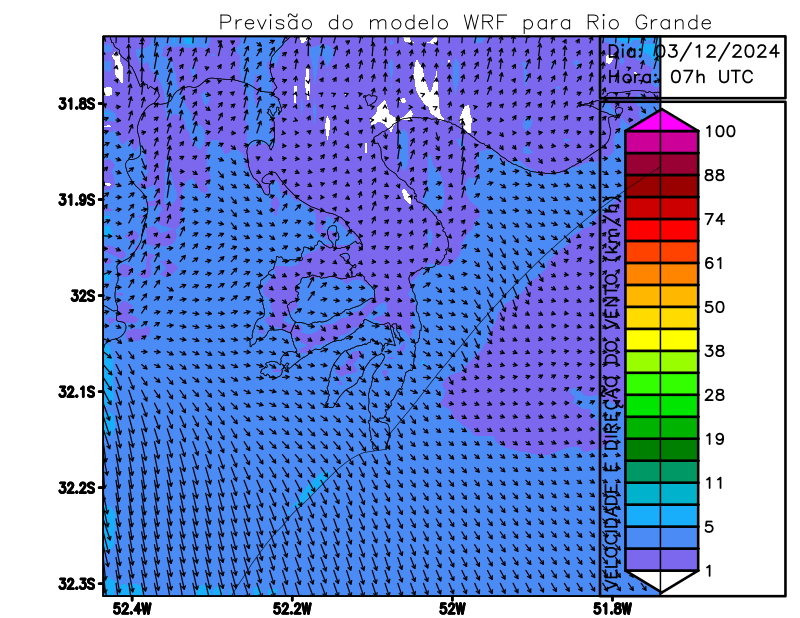 Previsão do modelo WRF para Rio Grande
Dia: 03/12/2024
Hora: 07h UTC
31.8S
31.9S
32S
32.1S
32.2S
32.3S
52.4W
52.2W
52W
51.8W
VELOCIDADE E DIREÇÃO DO VENTO (km/h)
100
88
74
61
50
38
28
19
11
5
1